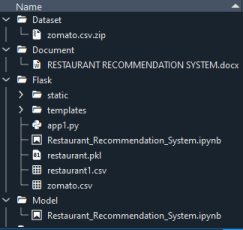 Name
Dataset
zomato.csv.zip
Document
RESTAURANT RECOMMENDATION SYSTEM.docx
Flask
static
templates
app1.py
Restaurant_Recommendation_System.ipynb
restaurant.pkl
restaurant1.csv
zomato.csv
Model
Restaurant_Recommendation_System.ipynb